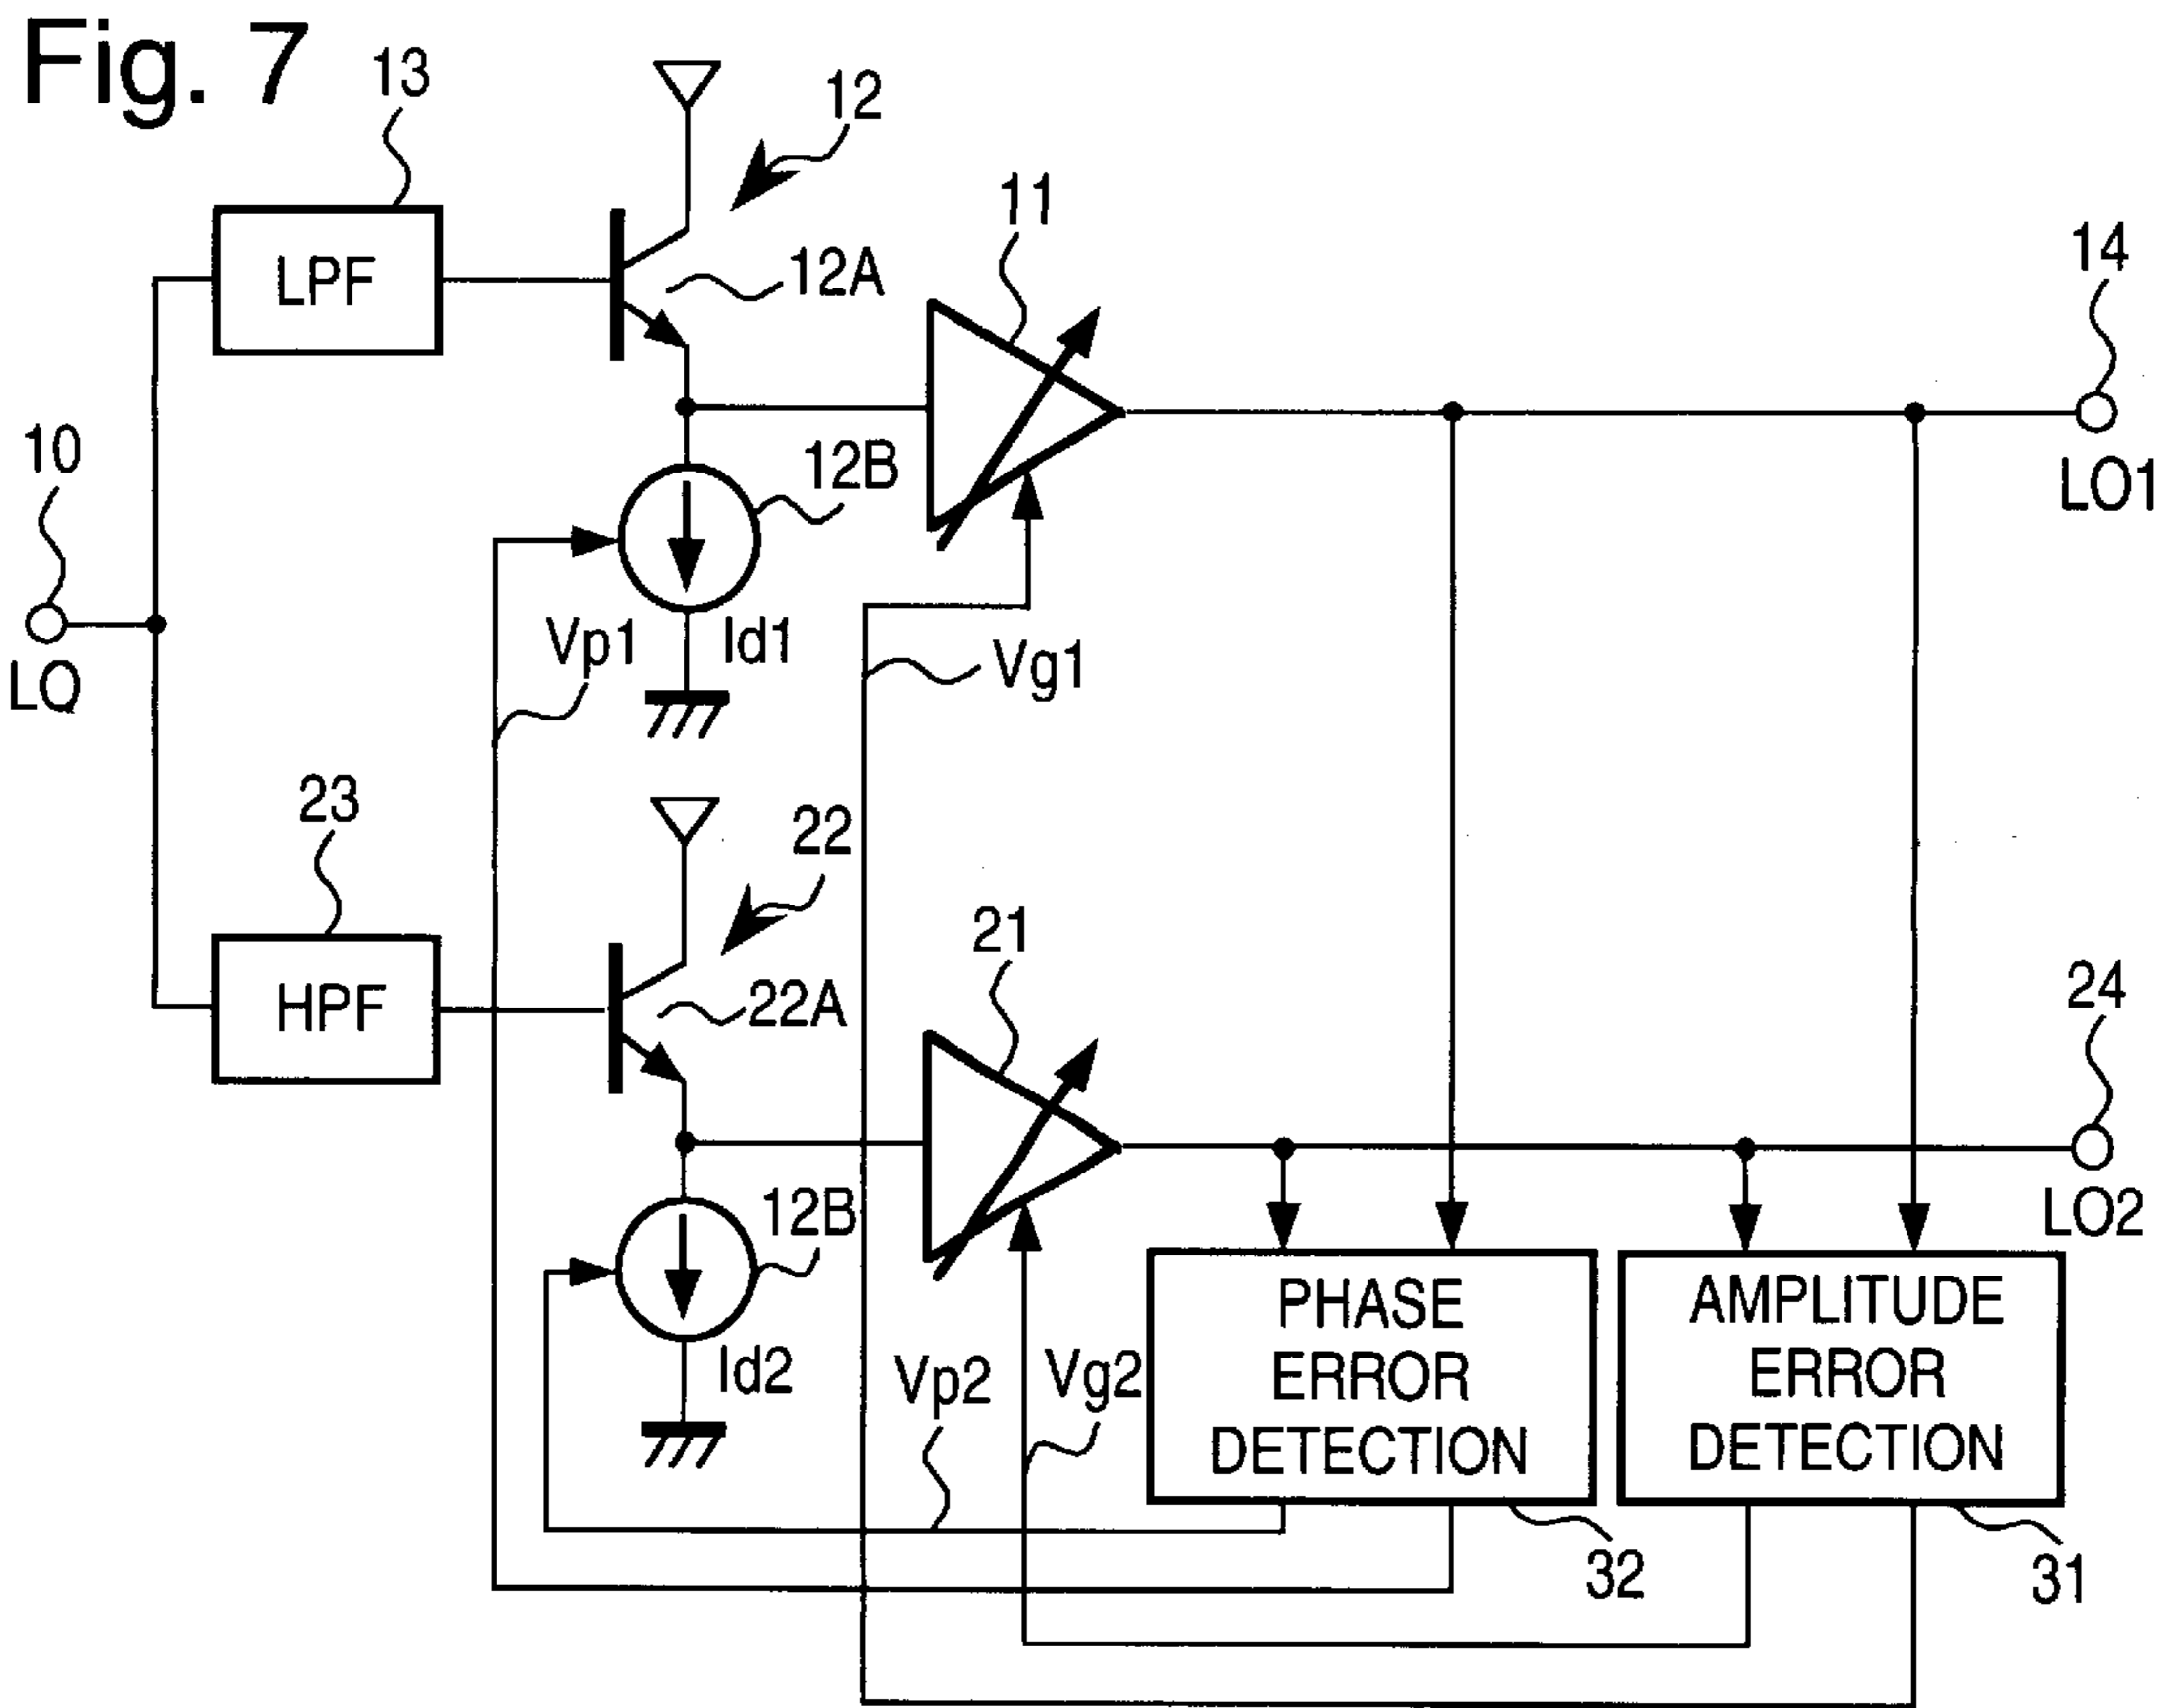 Fig. 7
13
12
11
14
LPF
12A
10
12B
LO1
LO
Vp1
Id1
Vg1
23
22
21
24
HPF
22A
12B
LO2
Id2
Vp2
Vg2
PHASE
ERROR
DETECTION
AMPLITUDE
ERROR
DETECTION
32
31